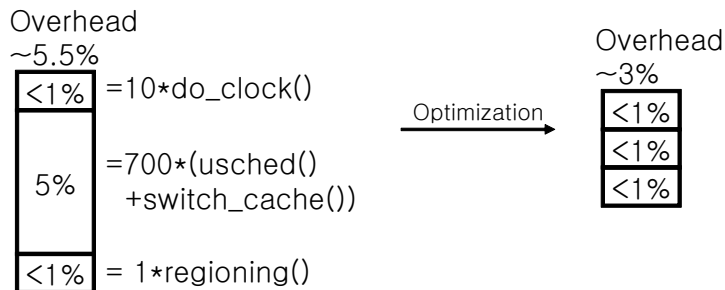 Overhead
~5.5%
<1% =10*do_clock()
5% =700*(usched()
+switch_cache())
<1% = 1*regioning()
Optimization
Overhead
~3%
<1%
<1%
<1%